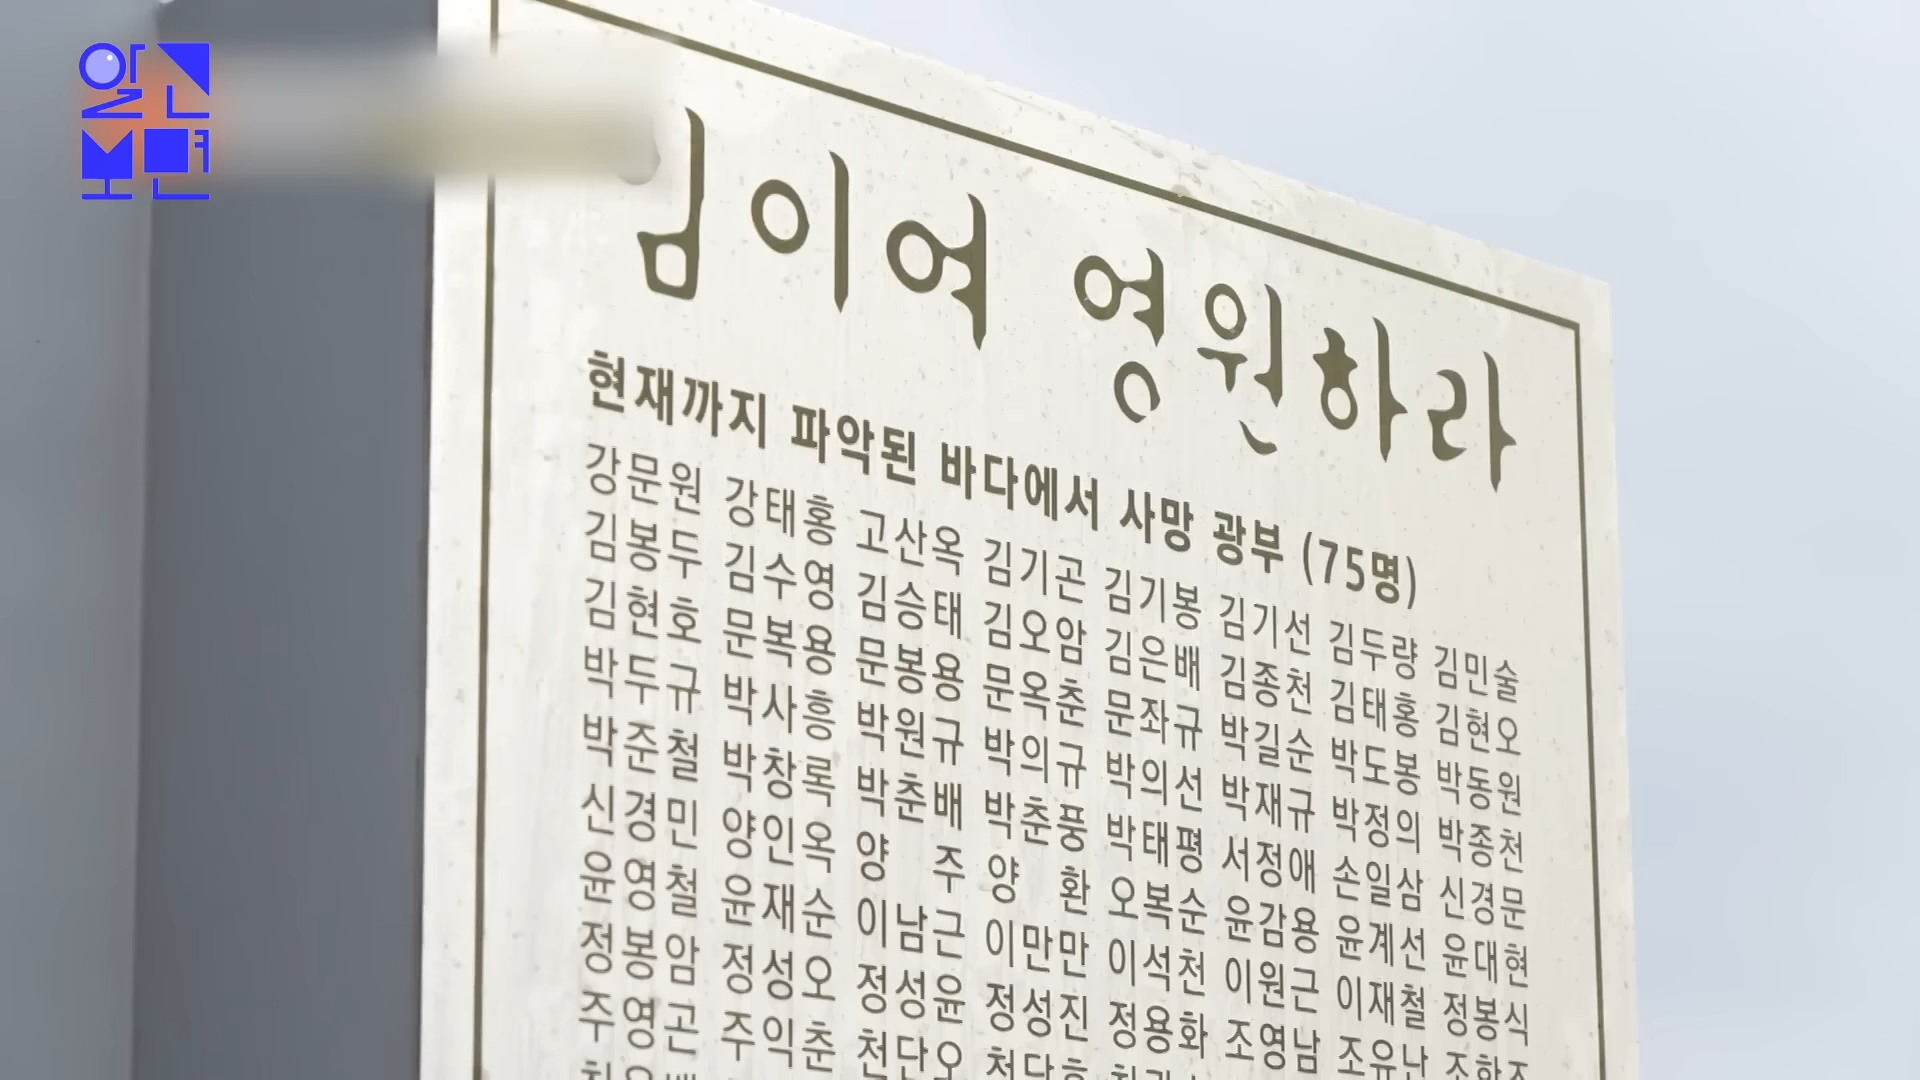 알고
보면
임이여 영원하라
현재까지 파악된 바다에서 사망 광부 (75명)
강문원 강태홍 고산옥 김기곤 김기봉 김기선 김두량 김민술
김봉두 김수영 김승태 김오암 김은배 김종천 김태홍 김현오
김현호 문복용 문봉용 문옥춘 문좌규 박길순 박도봉 박동원
박두규 박사흥 박원규 박의규 박의선 박재규 박정의 박종천
박준철 박창록 박춘배 박춘풍 박태평 서정애 손일삼 신경문
신경민 양인옥 양 주 양 환 오복순 윤감용 윤계선 윤대현
윤영철 윤재순 이남근 이만만 이석천 이원근 이재철 정봉식
정봉암 정성오 정성윤 정성진 정용화 조영남
주영곤 주익춘